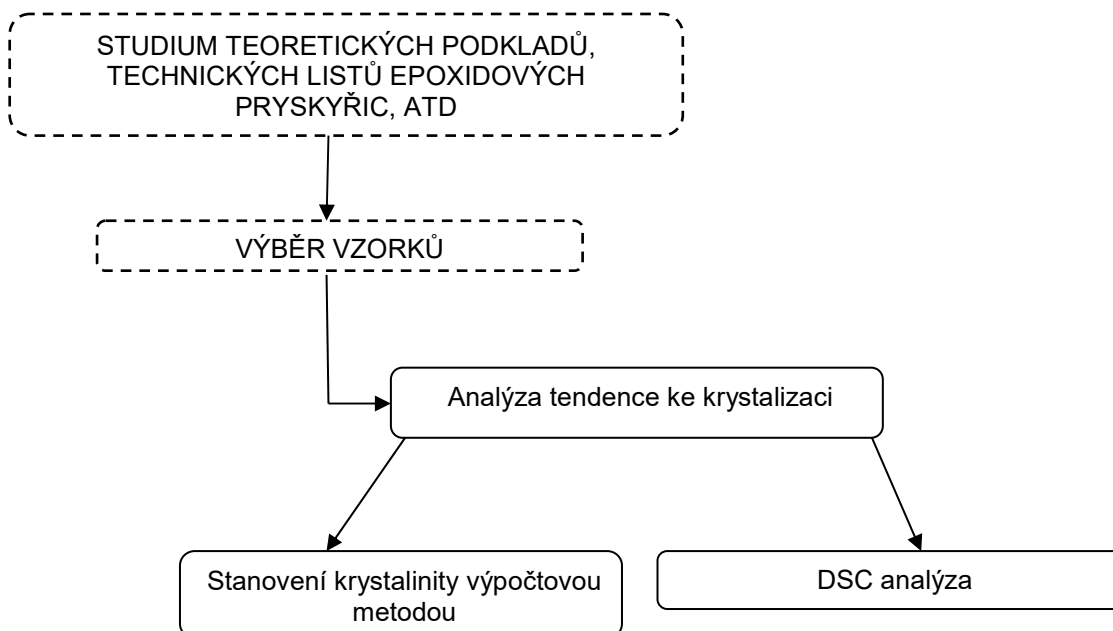 STUDIUM TEORETICKÝCH PODKLADŮ,
TECHNICKÝCH LISTŮ EPOXIDOVÝCH
PRYSKYŘIC, ATD
VÝBĚR VZORKŮ
Analýza tendence ke krystalizaci
Stanovení krystalinity výpočtovou
metodou
DSC analýza